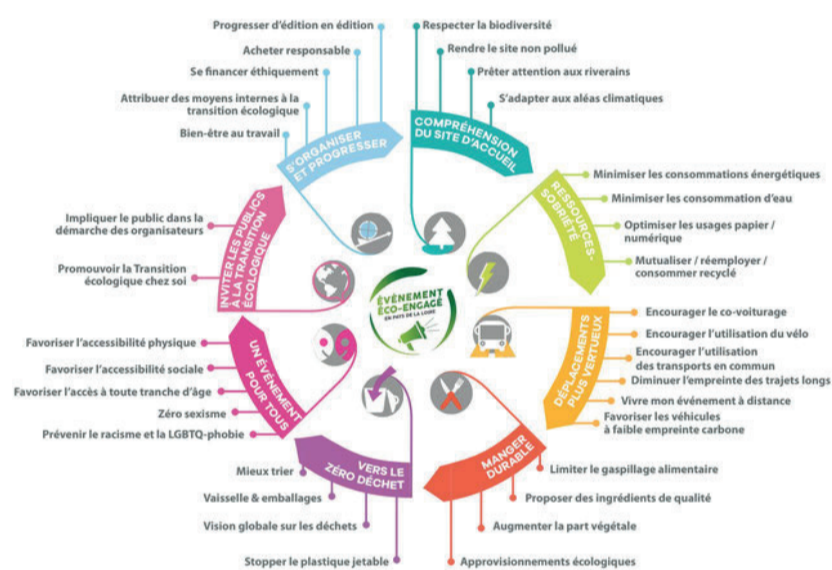 Progresser d'édition en édition
Acheter responsable
Se financer éthiquement
Attribuer des moyens internes à la
transition écologique
Bien-être au travail
S'ORGANISER
ET PROGRESSER
Respecter la biodiversité
Rendre le site non pollué
Prêter attention aux riverains
S'adapter aux aléas climatiques
COMPRÉHENSION
DU SITE D'ACCUEIL
Minimiser les consommations énergétiques
Minimiser les consommation d'eau
Optimiser les usages papier /
numérique
Mutualiser / réemployer /
consommer recyclé
RESSOURCES-
SOBRIÉTÉ
Encourager le co-voiturage
Encourager l'utilisation du vélo
Encourager l'utilisation
des transports en commun
Diminuer l'empreinte des trajets longs
Vivre mon événement à distance
Favoriser les véhicules
à faible empreinte carbone
DÉPLACEMENTS
PLUS VERTUEUX
Limiter le gaspillage alimentaire
Proposer des ingrédients de qualité
Augmenter la part végétale
Approvisionnements écologiques
MANGER
DURABLE
Mieux trier
Vaisselle & emballages
Vision globale sur les déchets
Stopper le plastique jetable
VERS LE
ZÉRO DÉCHET
Favoriser l'accessibilité physique
Favoriser l'accessibilité sociale
Favoriser l'accès à toute tranche d'âge
Zéro sexisme
Prévenir le racisme et la LGBTQ-phobie
UN ÉVÉNEMENT
POUR TOUS
Impliquer le public dans la
démarche des organisateurs
Promouvoir la Transition
écologique chez soi
INVITER LES PUBLICS
À LA TRANSITION
ÉCOLOGIQUE
ÉVÈNEMENT
ÉCO-ENGAGÉ
EN PAYS DE LA LOIRE